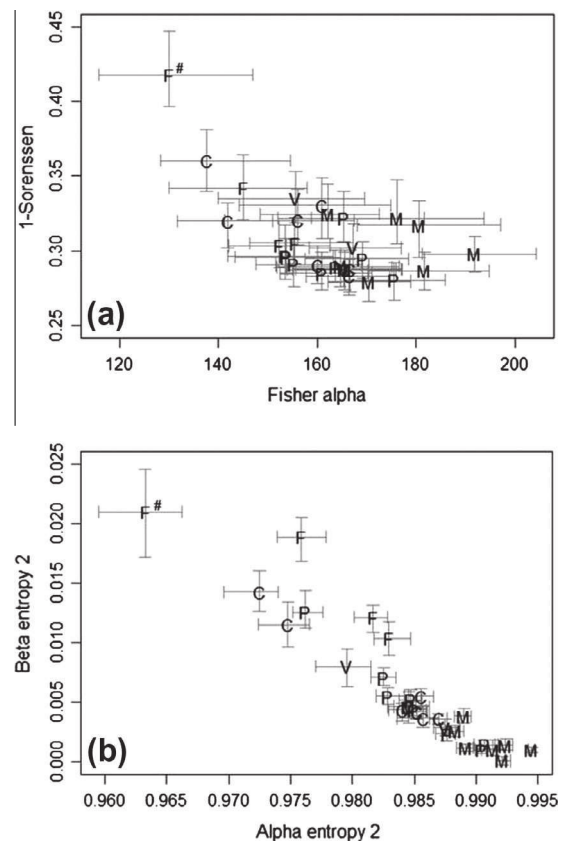 0.45
0.40
0.35
0.30
0.25
1-Sorenssen
F#
C
F
V
C
C
C
P
M
M
M
V
F
F
P
M
M
P
M
(a)
120 140 160 180 200
Fisher alpha
0.025
0.020
0.015
0.010
0.005
0.000
Beta entropy 2
F#
F
C
P
F
C
F
V
P
P
C
C
C
M
M
M
M
M
M
(b)
0.960 0.965 0.970 0.975 0.980 0.985 0.990 0.995
Alpha entropy 2